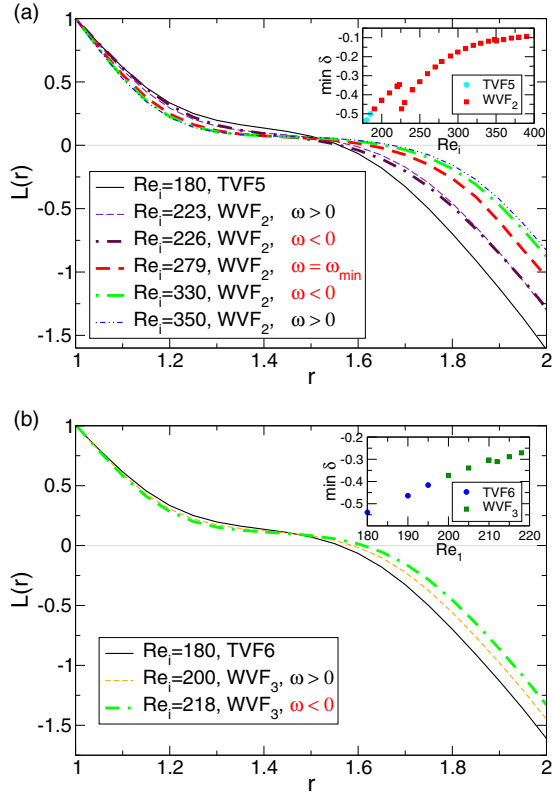 (a)
1
0.5
0
-0.5
-1
-1.5
L(r)
1
1.2
1.4
1.6
1.8
2
r
Re_i=180, TVF5
Re_i=223, WVF_2, ω > 0
Re_i=226, WVF_2, ω < 0
Re_i=279, WVF_2, ω = ω_min
Re_i=330, WVF_2, ω < 0
Re_i=350, WVF_2, ω > 0
-0.1
-0.2
-0.3
-0.4
-0.5
min δ
TVF5
WVF_2
200
250
300
350
400
Re_i
(b)
1
0.5
0
-0.5
-1
-1.5
L(r)
1
1.2
1.4
1.6
1.8
2
r
Re_i=180, TVF6
Re_i=200, WVF_3, ω > 0
Re_i=218, WVF_3, ω < 0
-0.2
-0.3
-0.4
-0.5
min δ
TVF6
WVF_3
180
190
200
210
220
Re_1